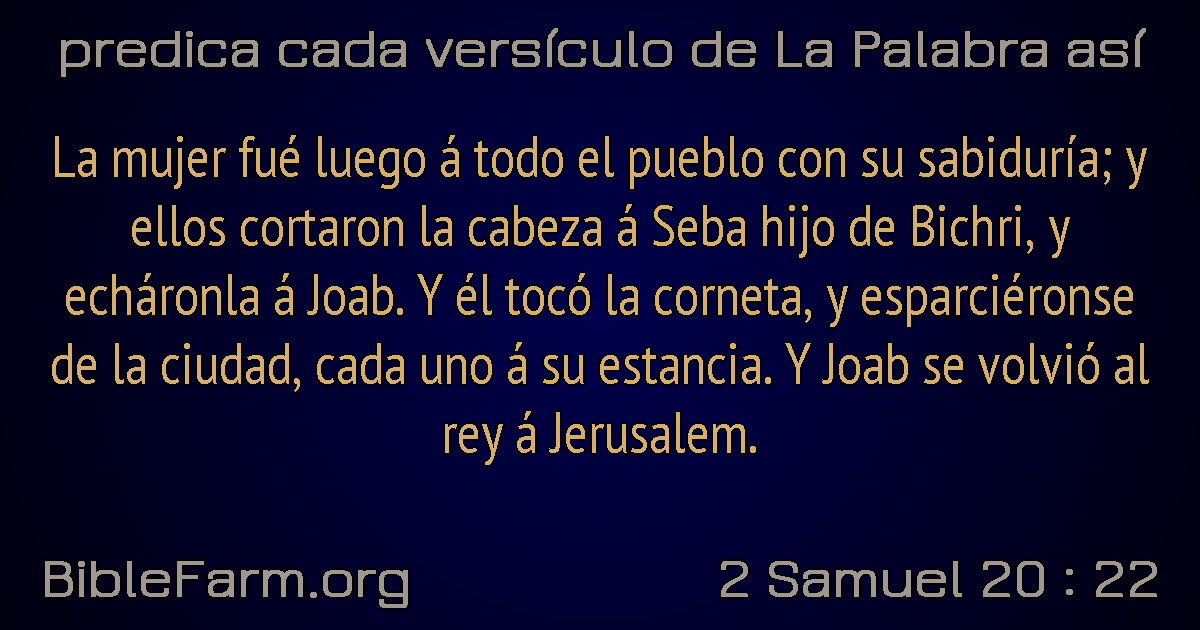 predica cada versículo de La Palabra así
La mujer fué luego á todo el pueblo con su sabiduría; y
ellos cortaron la cabeza á Seba hijo de Bichri, y
echáronla á Joab. Y él tocó la corneta, y esparciéronse
de la ciudad, cada uno á su estancia. Y Joab se volvió al
rey á Jerusalem.
BibleFarm.org
2 Samuel 20 : 22